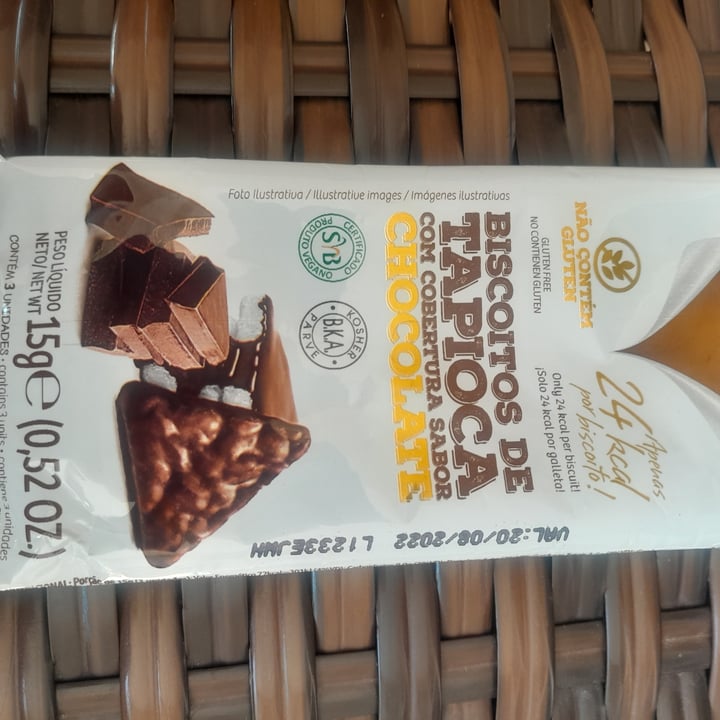 Foto Ilustrativa / Illustrative images / Imágenes ilustrativas
NÃO CONTÉM
GLÚTEN
GLUTEN FREE
NO CONTIENEN GLUTEN
Apenas
24 kcal
por biscoito!
Only 24 kcal per biscuit!
¡Solo 24 kcal por galleta!
BISCOITOS DE
TAPIOCA
COM COBERTURA SABOR
CHOCOLATE
CERTIFICADO
SVB
PRODUTO VEGANO
KOSHER
·B.K.A.·
PARVE
PESO LÍQUIDO
NETO/NET WT
15g e (0,52 OZ.)
CONTÉM 3 UNIDADES · contains 3 units · contiene 3 unidades
VAL:20/08/2022 L1233EJWH